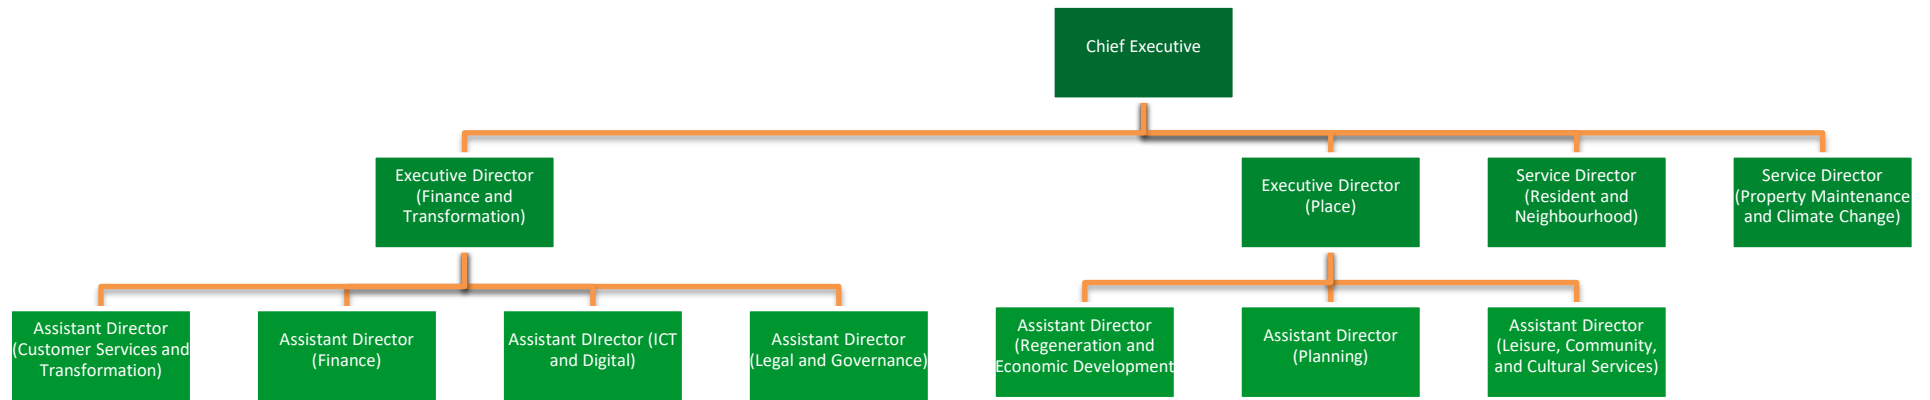 Chief Executive
Executive Director
(Finance and
Transformation)
Executive Director
(Place)
Service Director
(Resident and
Neighbourhood)
Service Director
(Property Maintenance
and Climate Change)
Assistant Director
(Customer Services and
Transformation)
Assistant Director
(Finance)
Assistant DIrector (ICT
and Digital)
Assistant Director
(Legal and Governance)
Assistant Director
(Regeneration and
Economic Development
Assistant Director
(Planning)
Assistant Director
(Leisure, Community,
and Cultural Services)